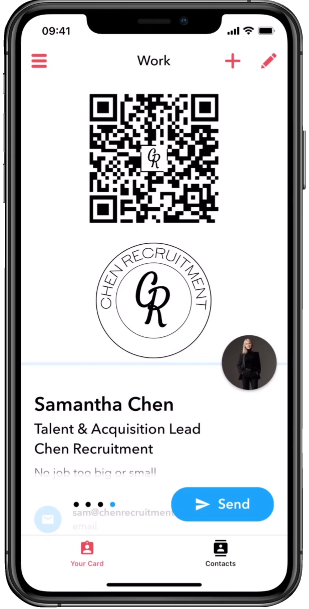 09:41
Work
CR
CHEN RECRUITMENT
CR
Samantha Chen
Talent & Acquisition Lead
Chen Recruitment
No job too big or small
sam@chenrecruitment
email
Send
Your Card
Contacts